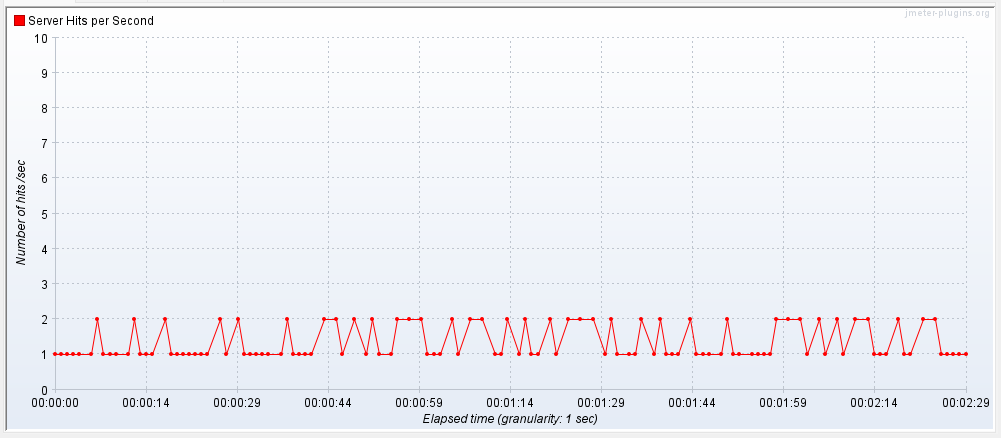 jmeter-plugins.org
Server Hits per Second
10
9
8
7
6
5
4
3
2
1
0
Number of hits /sec
00:00:00 00:00:14 00:00:29 00:00:44 00:00:59 00:01:14 00:01:29 00:01:44 00:01:59 00:02:14 00:02:29
Elapsed time (granularity: 1 sec)